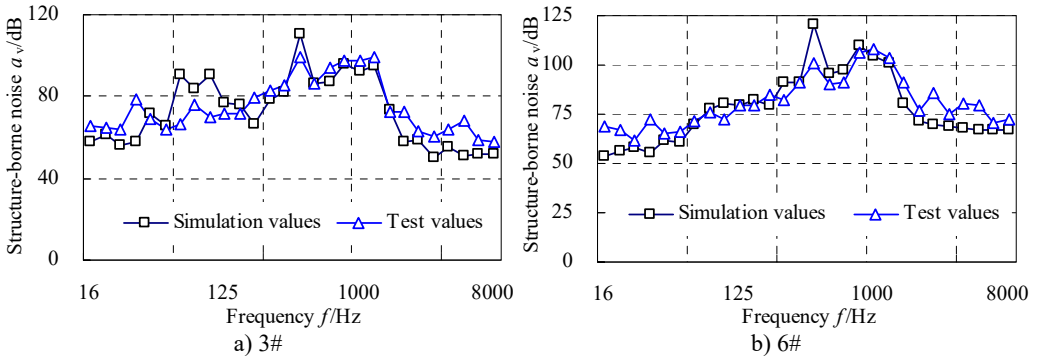 120
80
40
0
Structure-borne noise a v/dB
Simulation values
Test values
16
125
1000
8000
Frequency f/Hz
a) 3#
125
100
75
50
25
0
Structure-borne noise a v/dB
Simulation values
Test values
16
125
1000
8000
Frequency f/Hz
b) 6#